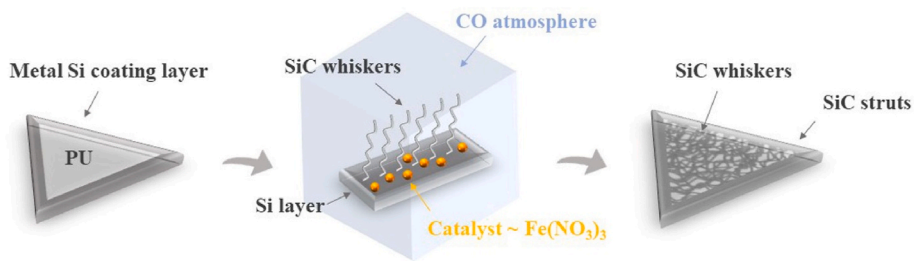 Metal Si coating layer
PU
CO atmosphere
SiC whiskers
Si layer
Catalyst ~ Fe(NO₃)₃
SiC whiskers
SiC struts